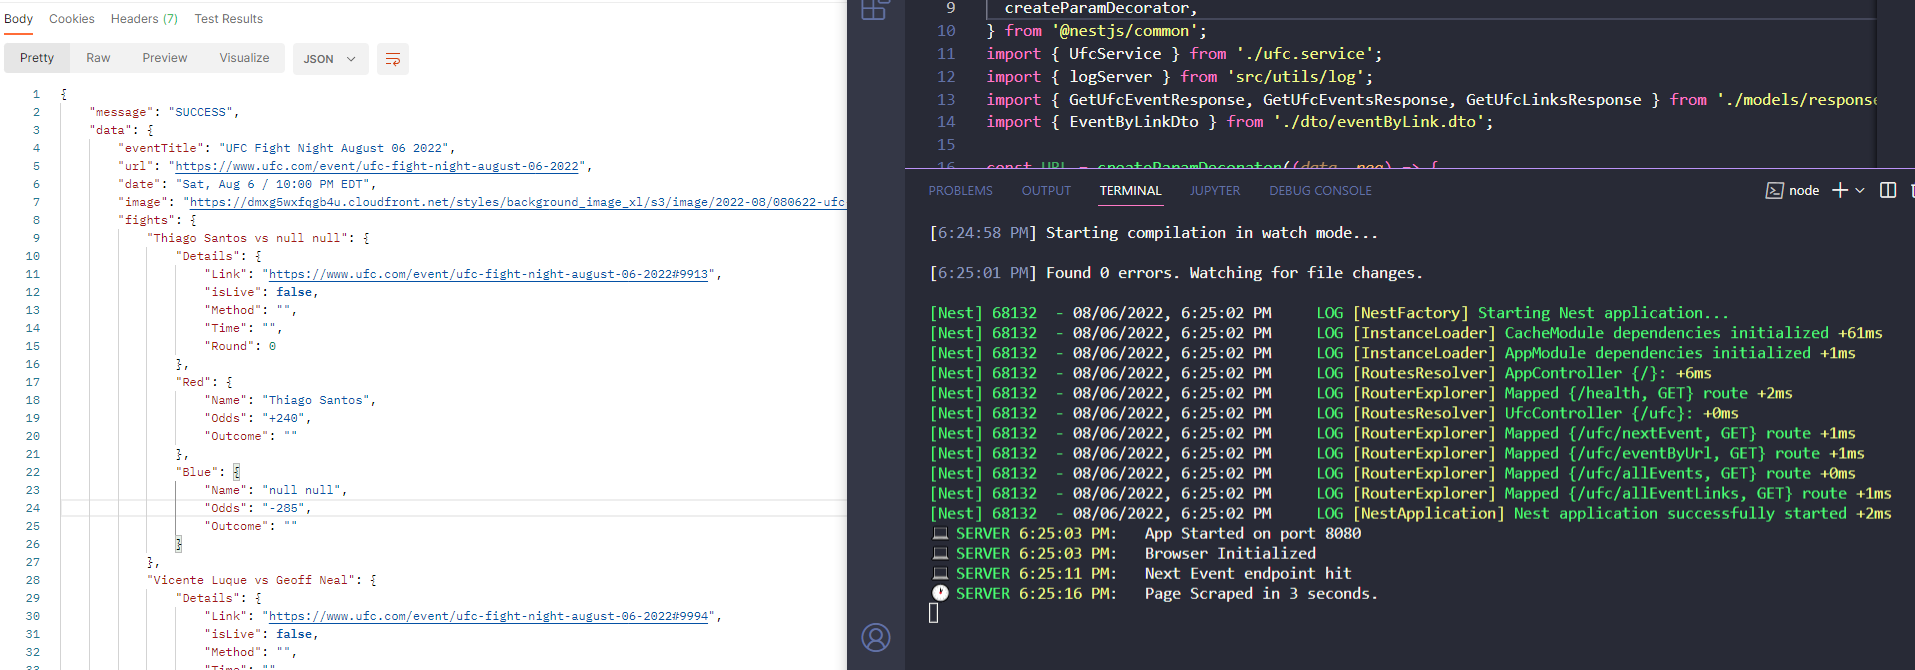 Body Cookies Headers (7) Test Results
Pretty Raw Preview Visualize JSON
1 {
2 "message": "SUCCESS",
3 "data": {
4 "eventTitle": "UFC Fight Night August 06 2022",
5 "url": "https://www.ufc.com/event/ufc-fight-night-august-06-2022",
6 "date": "Sat, Aug 6 / 10:00 PM EDT",
7 "image": "https://dmxg5wxfqgb4u.cloudfront.net/styles/background_image_xl/s3/image/2022-08/080622-ufc-
8 "fights": {
9 "Thiago Santos vs null null": {
10 "Details": {
11 "Link": "https://www.ufc.com/event/ufc-fight-night-august-06-2022#9913",
12 "isLive": false,
13 "Method": "",
14 "Time": "",
15 "Round": 0
16 },
17 "Red": {
18 "Name": "Thiago Santos",
19 "Odds": "+240",
20 "Outcome": ""
21 },
22 "Blue": {
23 "Name": "null null",
24 "Odds": "-285",
25 "Outcome": ""
26 }
27 },
28 "Vicente Luque vs Geoff Neal": {
29 "Details": {
30 "Link": "https://www.ufc.com/event/ufc-fight-night-august-06-2022#9994",
31 "isLive": false,
32 "Method": "",
33 "Time": ""
9 createParamDecorator,
10 } from '@nestjs/common';
11 import { UfcService } from './ufc.service';
12 import { logServer } from 'src/utils/log';
13 import { GetUfcEventResponse, GetUfcEventsResponse, GetUfcLinksResponse } from './models/response
14 import { EventByLinkDto } from './dto/eventByLink.dto';
15
16 const URL = createParamDecorator((data, req) => {
PROBLEMS OUTPUT TERMINAL JUPYTER DEBUG CONSOLE node
[6:24:58 PM] Starting compilation in watch mode...
[6:25:01 PM] Found 0 errors. Watching for file changes.
[Nest] 68132  - 08/06/2022, 6:25:02 PM     LOG [NestFactory] Starting Nest application...
[Nest] 68132  - 08/06/2022, 6:25:02 PM     LOG [InstanceLoader] CacheModule dependencies initialized +61ms
[Nest] 68132  - 08/06/2022, 6:25:02 PM     LOG [InstanceLoader] AppModule dependencies initialized +1ms
[Nest] 68132  - 08/06/2022, 6:25:02 PM     LOG [RoutesResolver] AppController {/}: +6ms
[Nest] 68132  - 08/06/2022, 6:25:02 PM     LOG [RouterExplorer] Mapped {/health, GET} route +2ms
[Nest] 68132  - 08/06/2022, 6:25:02 PM     LOG [RoutesResolver] UfcController {/ufc}: +0ms
[Nest] 68132  - 08/06/2022, 6:25:02 PM     LOG [RouterExplorer] Mapped {/ufc/nextEvent, GET} route +1ms
[Nest] 68132  - 08/06/2022, 6:25:02 PM     LOG [RouterExplorer] Mapped {/ufc/eventByUrl, GET} route +1ms
[Nest] 68132  - 08/06/2022, 6:25:02 PM     LOG [RouterExplorer] Mapped {/ufc/allEvents, GET} route +0ms
[Nest] 68132  - 08/06/2022, 6:25:02 PM     LOG [RouterExplorer] Mapped {/ufc/allEventLinks, GET} route +1ms
[Nest] 68132  - 08/06/2022, 6:25:02 PM     LOG [NestApplication] Nest application successfully started +2ms
SERVER 6:25:03 PM:   App Started on port 8080
SERVER 6:25:03 PM:   Browser Initialized
SERVER 6:25:11 PM:   Next Event endpoint hit
SERVER 6:25:16 PM:   Page Scraped in 3 seconds.